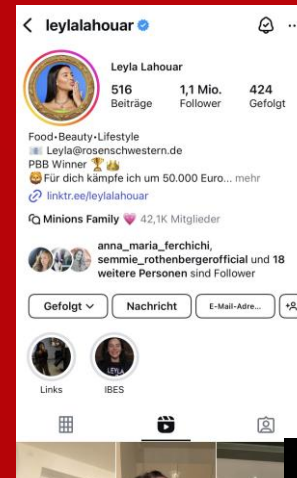 leylalahouar
Leyla Lahouar
516 1,1 Mio. 424
Beiträge Follower Gefolgt
Food•Beauty•Lifestyle
📧 Leyla@rosenschwestern.de
PBB Winner 🏆👑
🦁Für dich kämpfe ich um 50.000 Euro... mehr
linktr.ee/leylalahouar
Minions Family 💗 42,1K Mitglieder
anna_maria_ferchichi,
semmie_rothenbergerofficial und 18
weitere Personen sind Follower
Gefolgt Nachricht E-Mail-Adre...
LEYLA
Links IBES